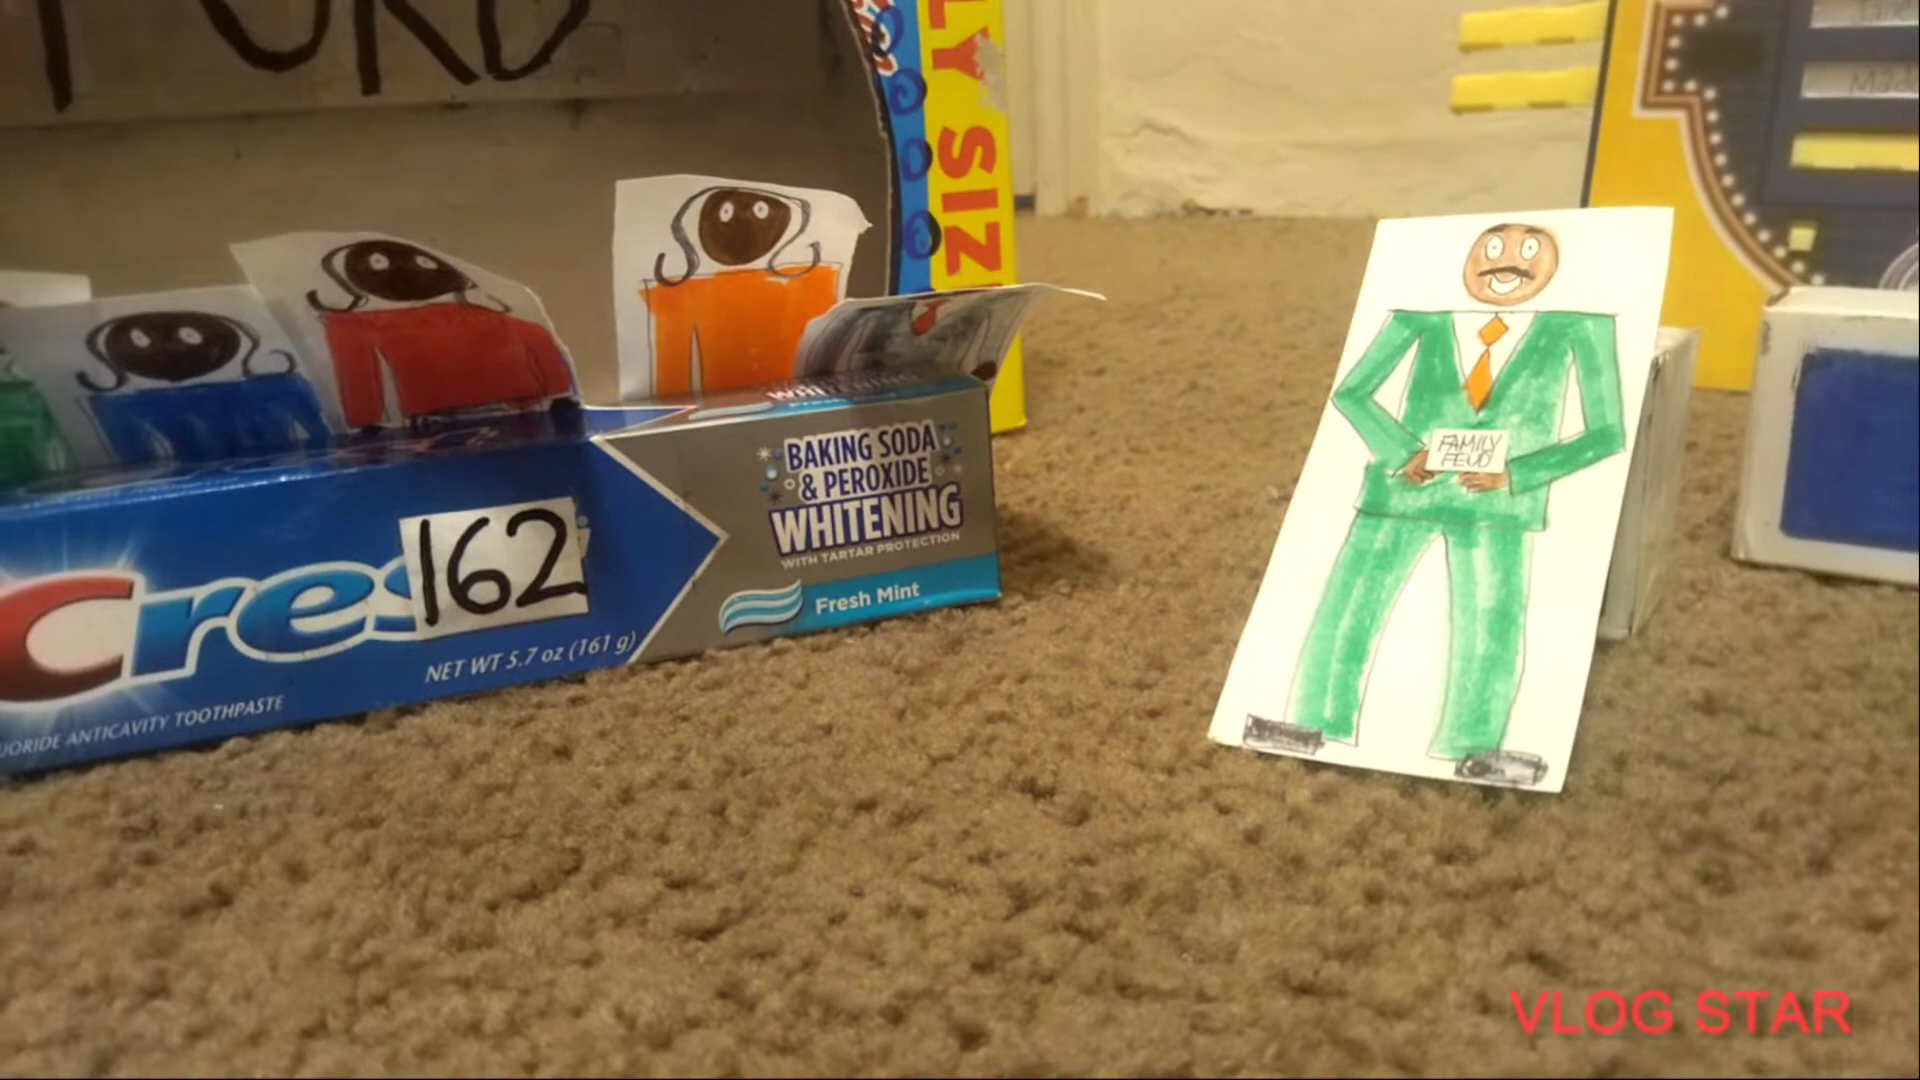 FORD
LY SIZ
BAKING SODA
& PEROXIDE
WHITENING
WITH TARTAR PROTECTION
Fresh Mint
Cres
162
NET WT 5.7 oz (161 g)
UORIDE ANTICAVITY TOOTHPASTE
FAMILY
FEUD
VLOG STAR